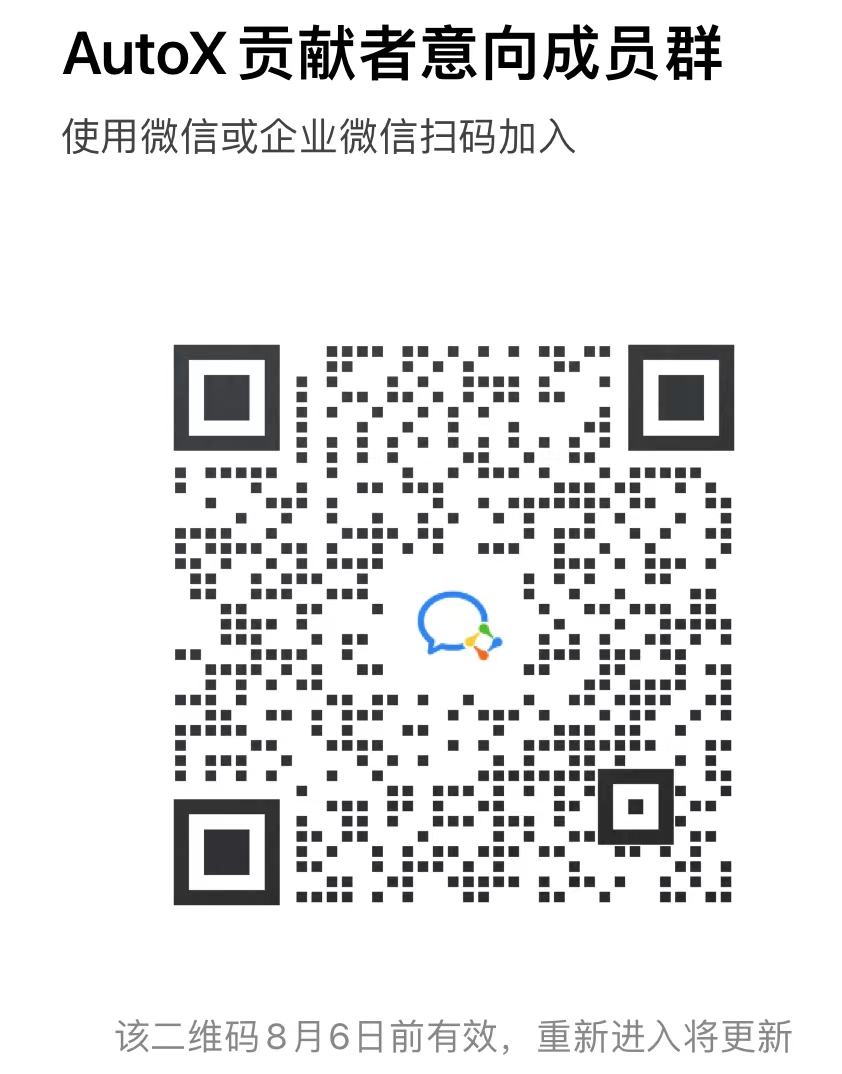 AutoX 贡献者意向成员群
使用微信或企业微信扫码加入
该二维码8月6日前有效，重新进入将更新